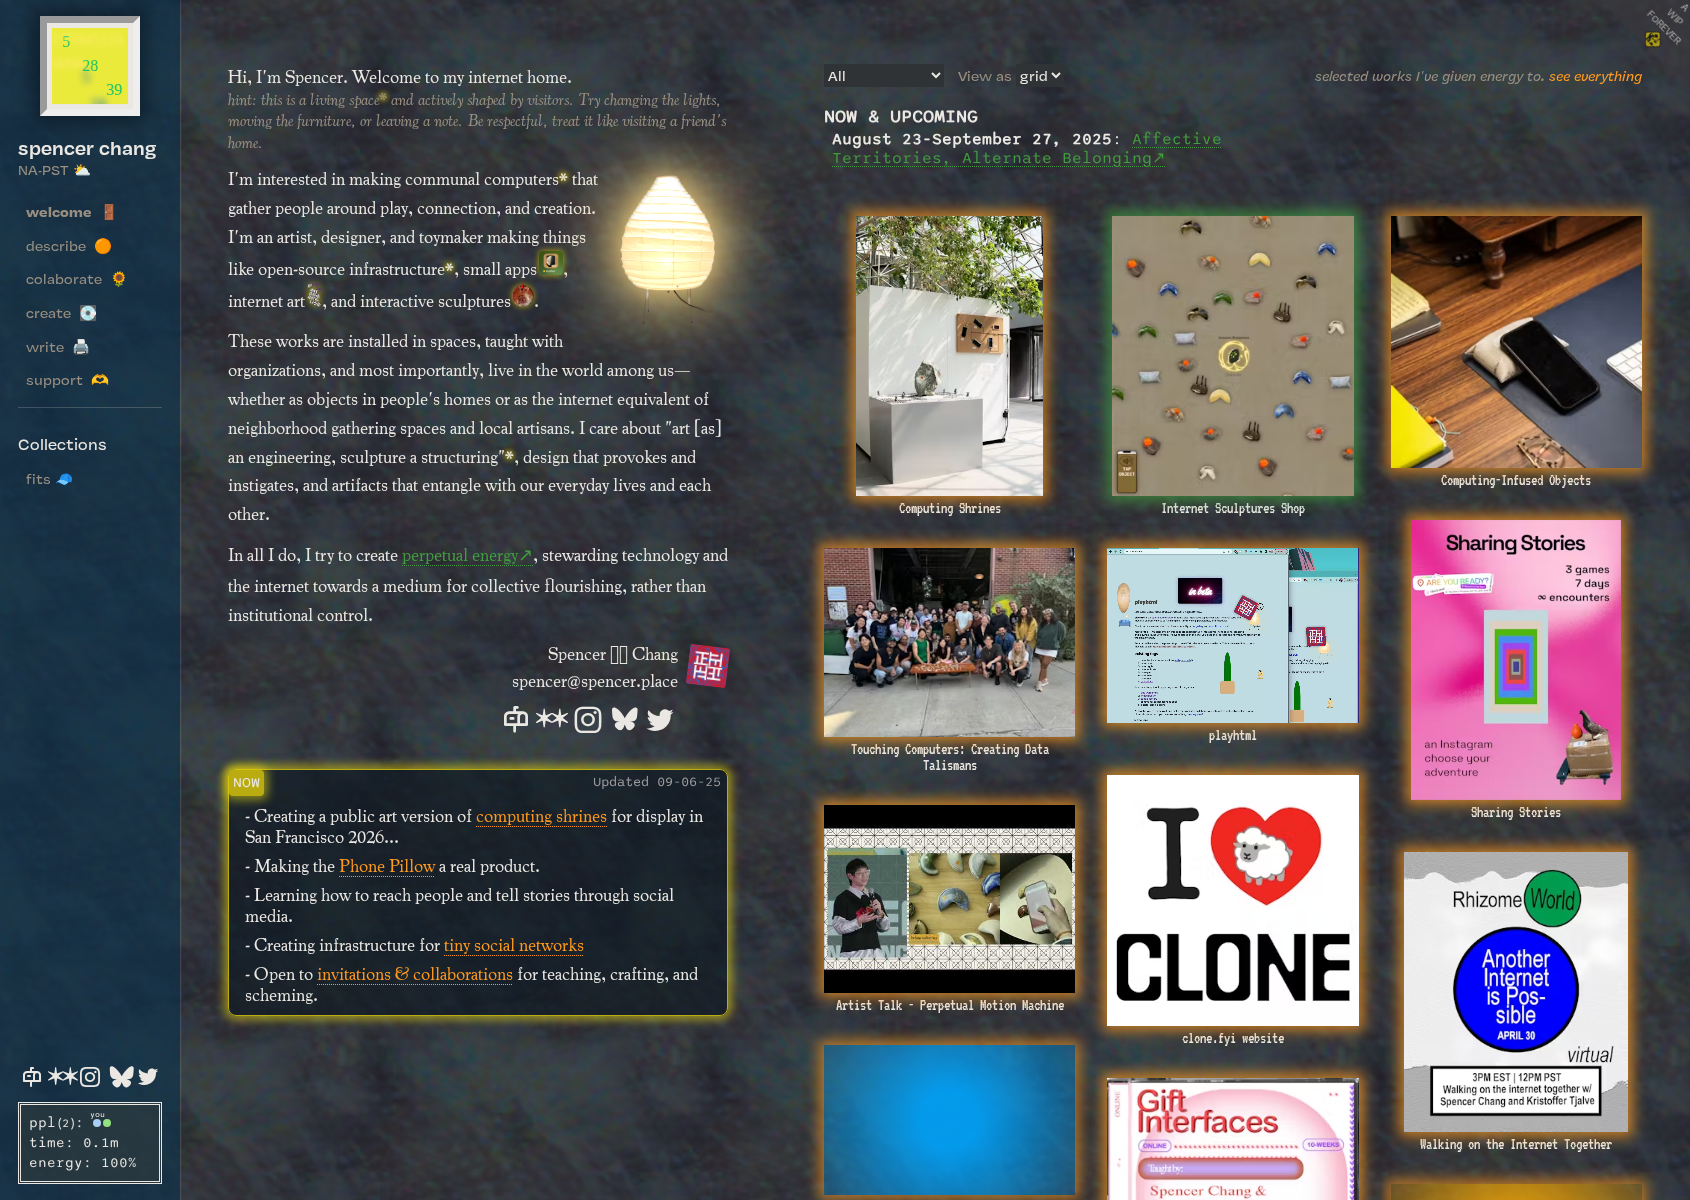 5
28
39
spencer chang
NA-PST
welcome
describe
colaborate
create
write
support
Collections
fits
ppl(2): you
time: 0.1m
energy: 100%
Hi, I'm Spencer. Welcome to my internet home.
hint: this is a living space* and actively shaped by visitors. Try changing the lights,
moving the furniture, or leaving a note. Be respectful, treat it like visiting a friend's
home.
I'm interested in making communal computers* that
gather people around play, connection, and creation.
I'm an artist, designer, and toymaker making things
like open-source infrastructure*, small apps ,
internet art , and interactive sculptures .
These works are installed in spaces, taught with
organizations, and most importantly, live in the world among us—
whether as objects in people's homes or as the internet equivalent of
neighborhood gathering spaces and local artisans. I care about "art [as]
an engineering, sculpture a structuring"*, design that provokes and
instigates, and artifacts that entangle with our everyday lives and each
other.
In all I do, I try to create perpetual energy↗, stewarding technology and
the internet towards a medium for collective flourishing, rather than
institutional control.
Spencer Chang
spencer@spencer.place
NOW
Updated 09-06-25
- Creating a public art version of computing shrines for display in
San Francisco 2026...
- Making the Phone Pillow a real product.
- Learning how to reach people and tell stories through social
media.
- Creating infrastructure for tiny social networks
- Open to invitations & collaborations for teaching, crafting, and
scheming.
A
WIP
FOREVER
All
View as grid
selected works I've given energy to. see everything
NOW & UPCOMING
August 23-September 27, 2025: Affective
Territories, Alternate Belonging↗
Computing Shrines
TAP
OBJECT
Internet Sculptures Shop
Computing-Infused Objects
Touching Computers: Creating Data
Talismans
in beta
playhtml
playhtml
Sharing Stories
ARE YOU READY?
3 games
7 days
∞ encounters
an Instagram
choose your
adventure
Sharing Stories
Artist Talk - Perpetual Motion Machine
I
CLONE
clone.fyi website
Rhizome World
Another
Internet
is Pos-
sible
APRIL 30
virtual
3PM EST | 12PM PST
Walking on the internet together w/
Spencer Chang and Kristoffer Tjalve
Walking on the Internet Together
ONLINE
Gift
Interfaces
ONLINE
10-WEEKS
Taught by:
Spencer Chang &